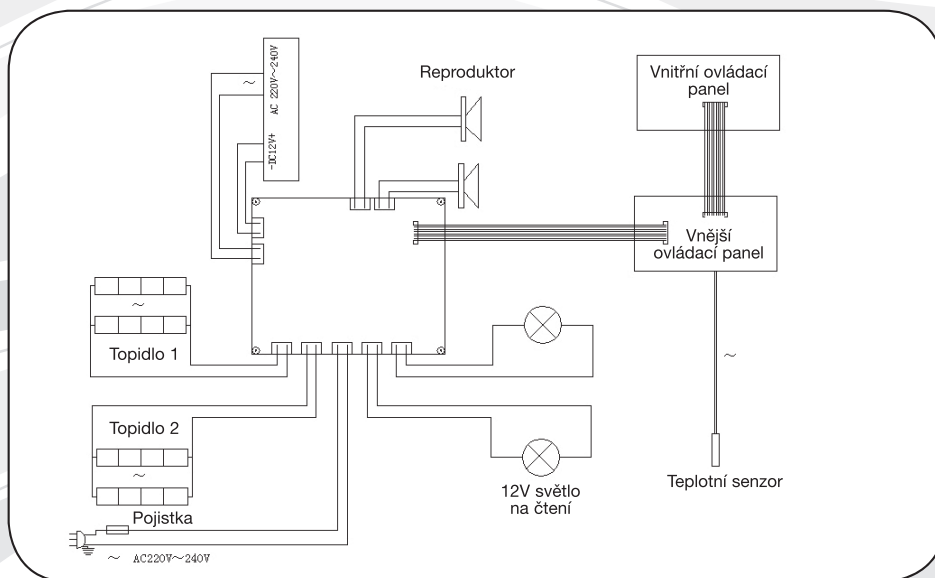 AC 220V～240V
～
-DC12V+
Reproduktor
Vnitřní ovládací
panel
Vnější
ovládací panel
～
Topidlo 1
～
Topidlo 2
～
12V světlo
na čtení
Teplotní senzor
Pojistka
～ AC220V～240V